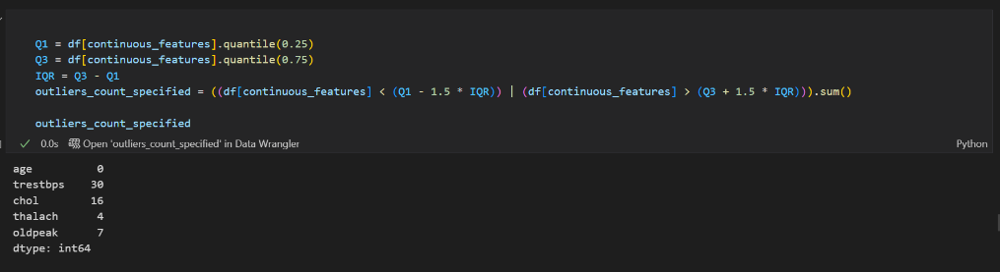 Q1 = df[continuous_features].quantile(0.25)
Q3 = df[continuous_features].quantile(0.75)
IQR = Q3 - Q1
outliers_count_specified = ((df[continuous_features] < (Q1 - 1.5 * IQR)) | (df[continuous_features] > (Q3 + 1.5 * IQR))).sum()
outliers_count_specified
0.0s Open 'outliers_count_specified' in Data Wrangler Python
age 0
trestbps 30
chol 16
thalach 4
oldpeak 7
dtype: int64